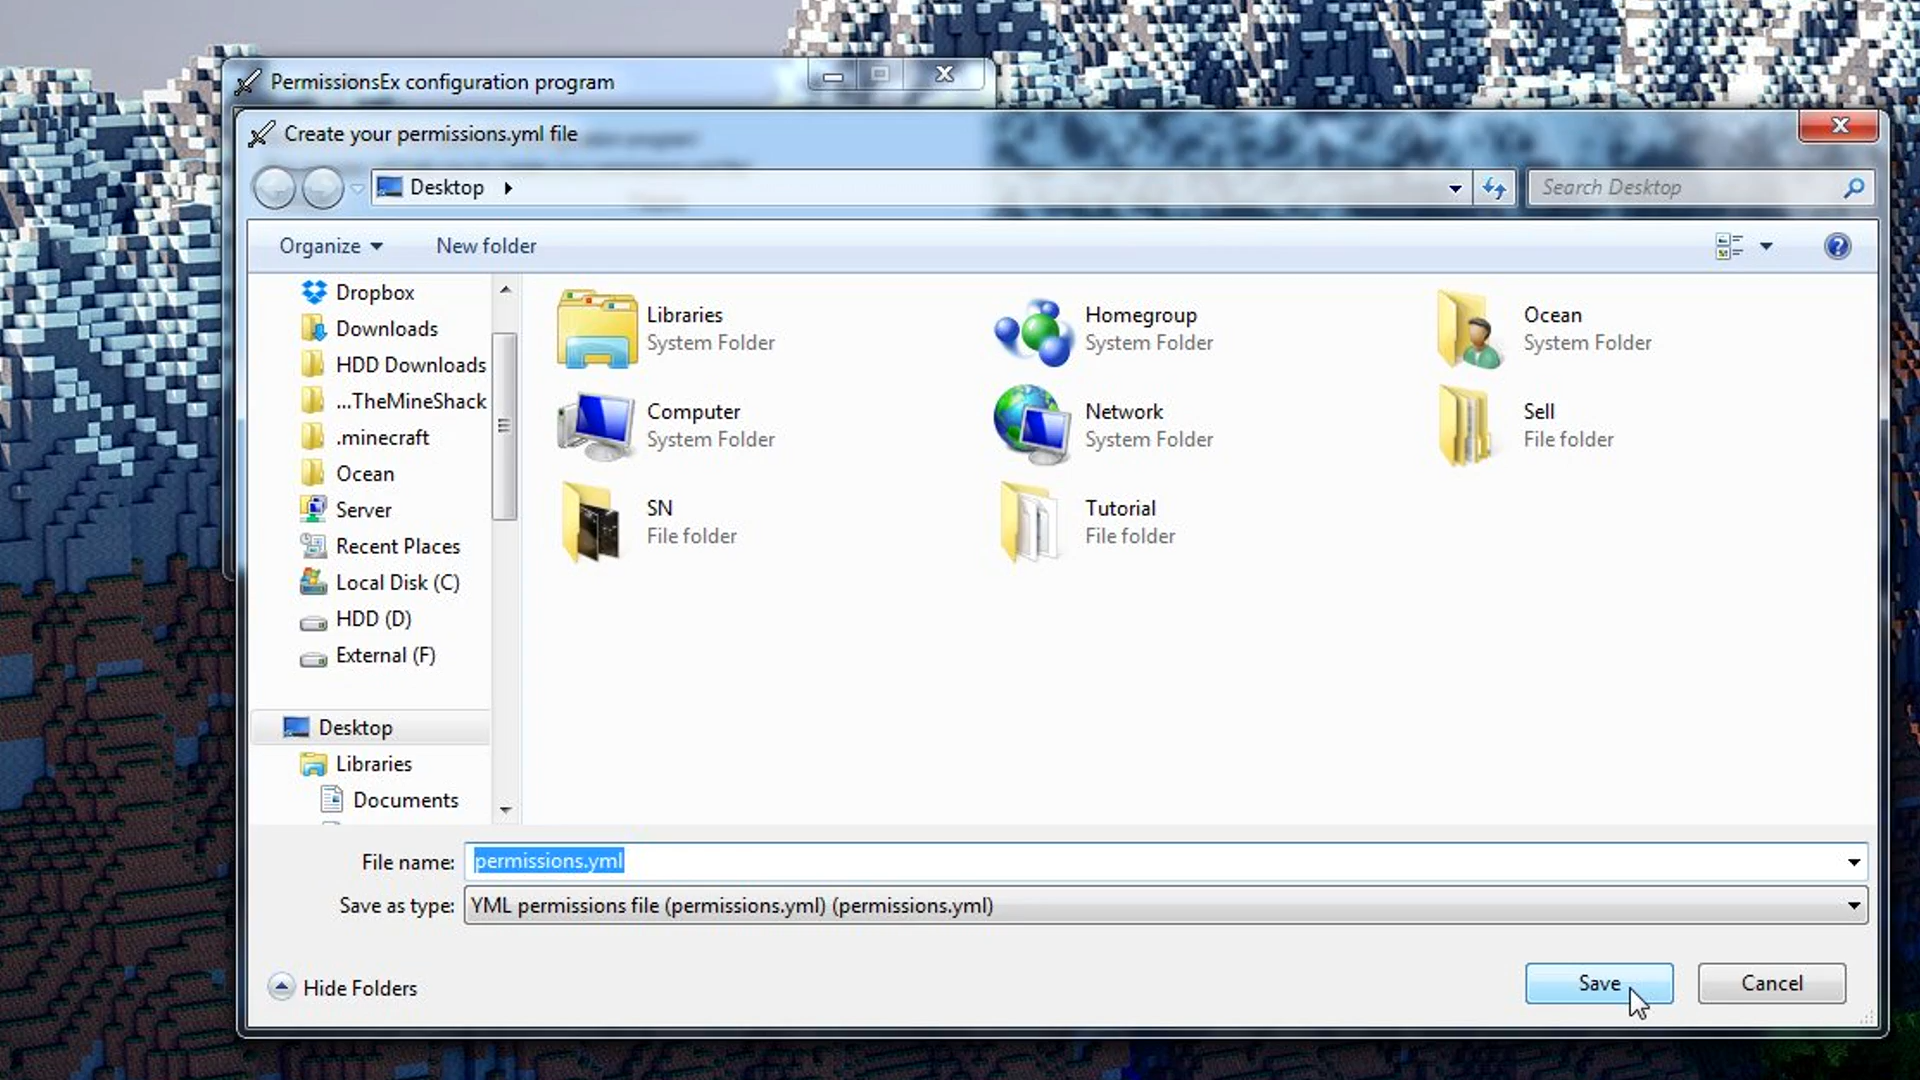 PermissionsEx configuration program
Create your permissions.yml file
Desktop
Search Desktop
Organize
New folder
Dropbox
Downloads
HDD Downloads
...TheMineShack
.minecraft
Ocean
Server
Recent Places
Local Disk (C)
HDD (D)
External (F)
Desktop
Libraries
Documents
Libraries
System Folder
Homegroup
System Folder
Ocean
System Folder
Computer
System Folder
Network
System Folder
Sell
File folder
SN
File folder
Tutorial
File folder
File name: permissions.yml
Save as type: YML permissions file (permissions.yml) (permissions.yml)
Hide Folders
Save
Cancel